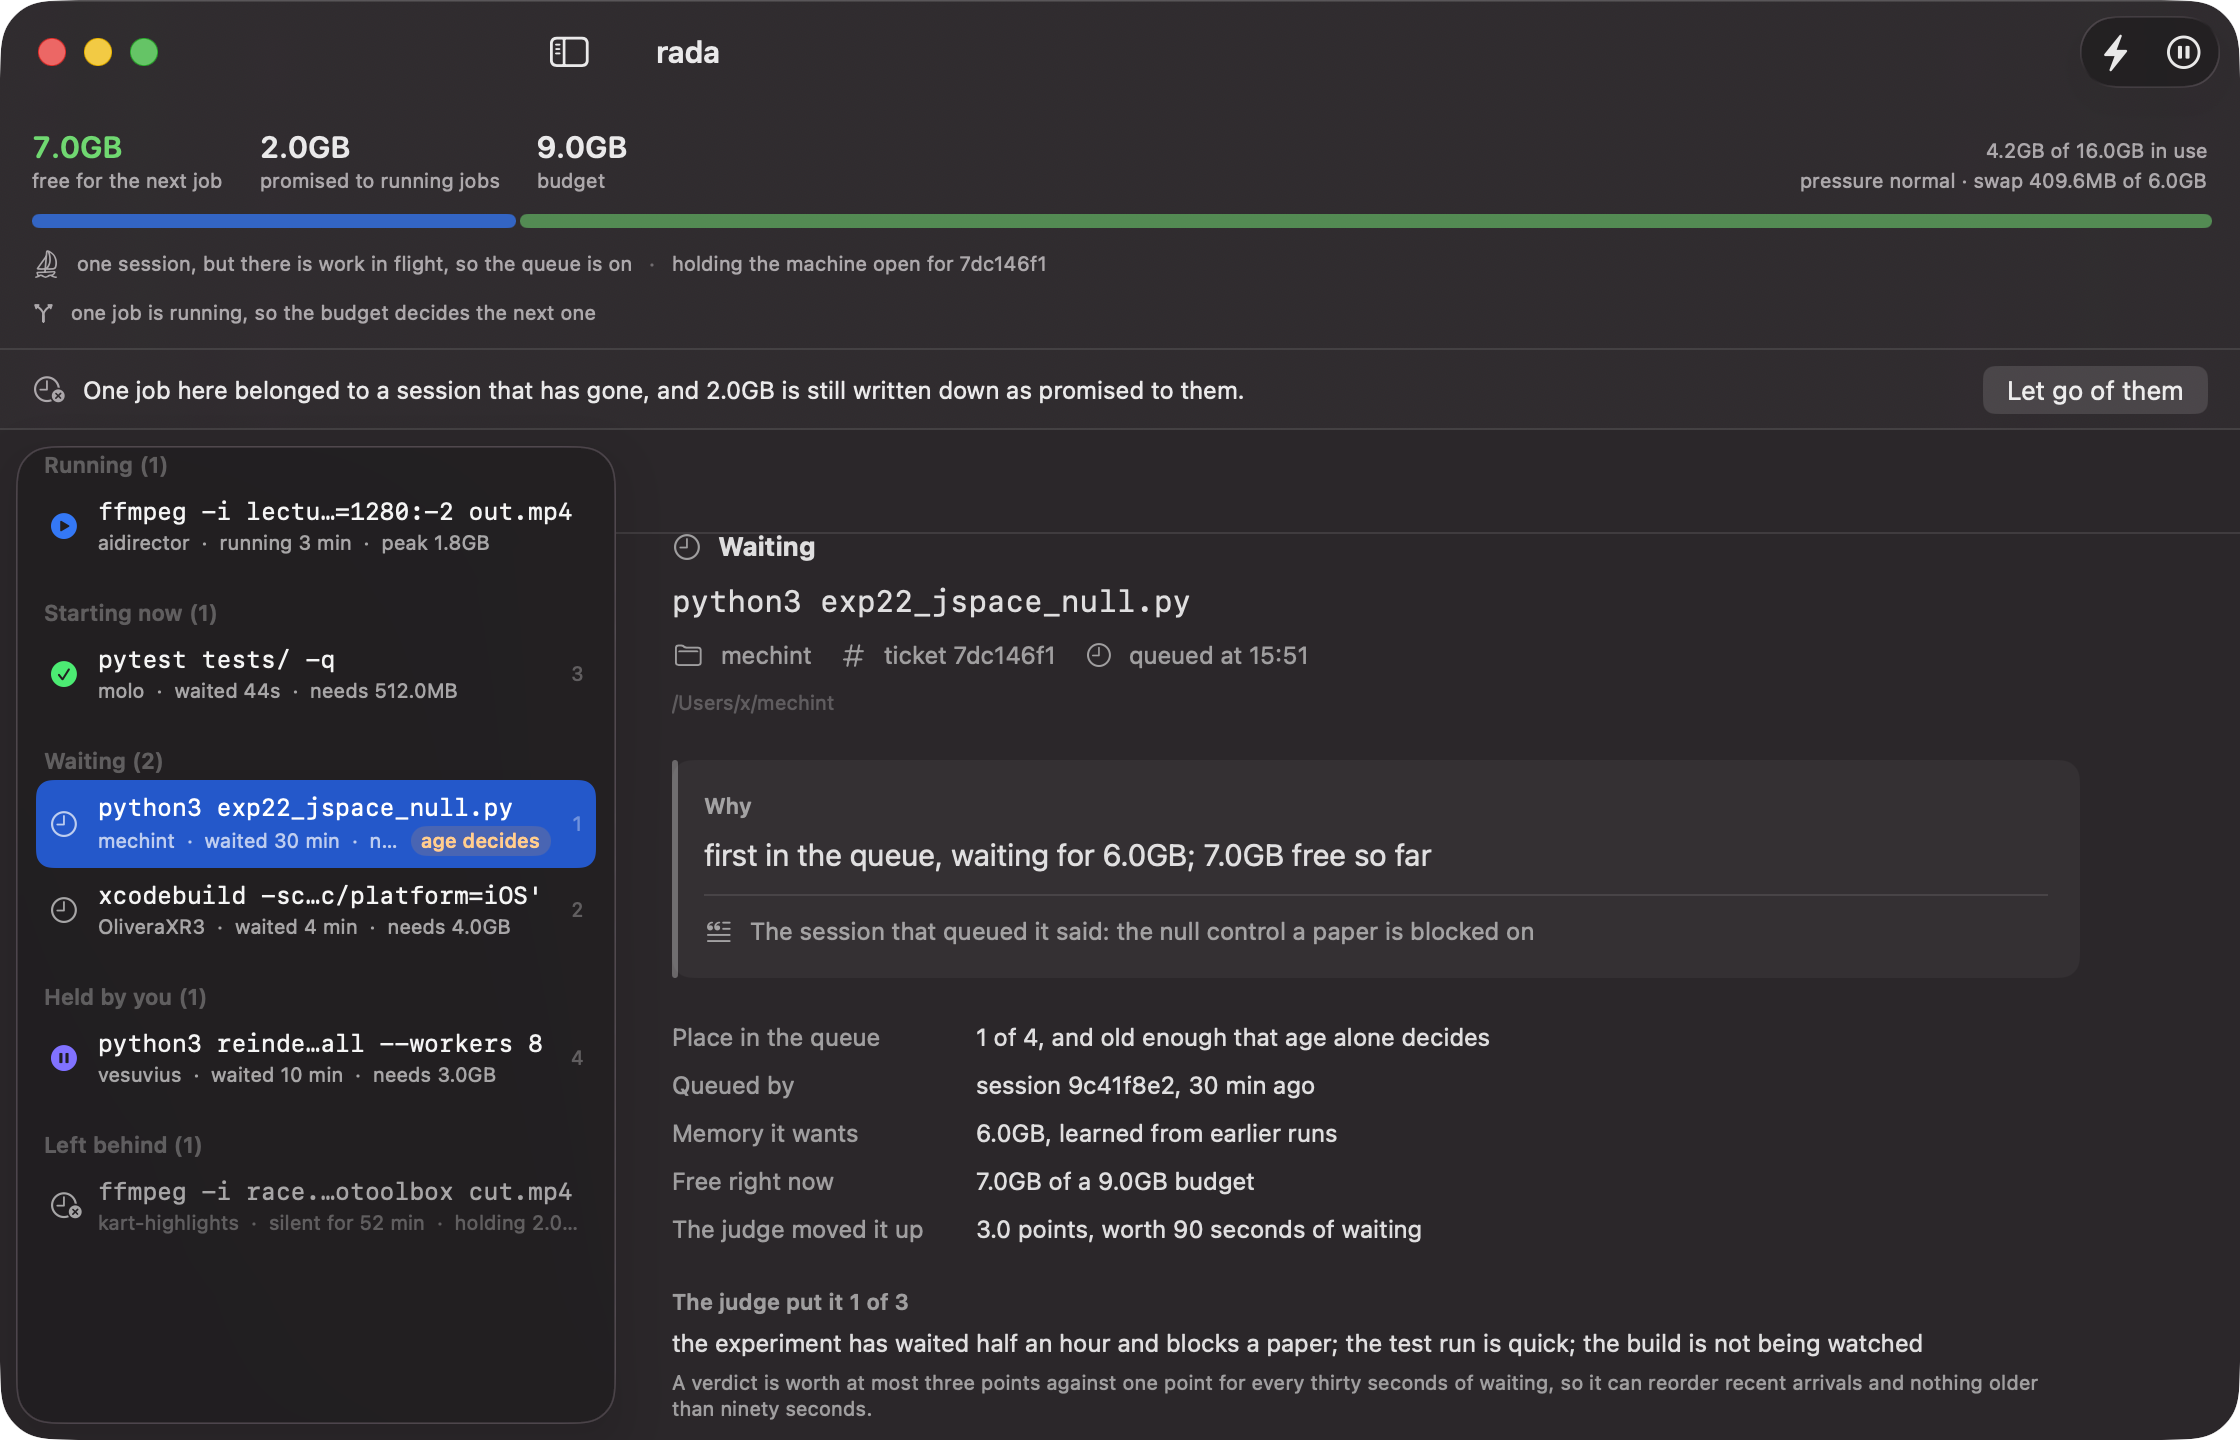 rada
7.0GB
free for the next job
2.0GB
promised to running jobs
9.0GB
budget
4.2GB of 16.0GB in use
pressure normal · swap 409.6MB of 6.0GB
one session, but there is work in flight, so the queue is on · holding the machine open for 7dc146f1
one job is running, so the budget decides the next one
One job here belonged to a session that has gone, and 2.0GB is still written down as promised to them.
Let go of them
Running (1)
ffmpeg -i lectu…=1280:-2 out.mp4
aidirector · running 3 min · peak 1.8GB
Starting now (1)
pytest tests/ -q
molo · waited 44s · needs 512.0MB
3
Waiting (2)
python3 exp22_jspace_null.py
mechint · waited 30 min · n… age decides
1
xcodebuild -sc…c/platform=iOS'
OliveraXR3 · waited 4 min · needs 4.0GB
2
Held by you (1)
python3 reinde…all --workers 8
vesuvius · waited 10 min · needs 3.0GB
4
Left behind (1)
ffmpeg -i race.…otoolbox cut.mp4
kart-highlights · silent for 52 min · holding 2.0…
Waiting
python3 exp22_jspace_null.py
mechint # ticket 7dc146f1 queued at 15:51
/Users/x/mechint
Why
first in the queue, waiting for 6.0GB; 7.0GB free so far
The session that queued it said: the null control a paper is blocked on
Place in the queue 1 of 4, and old enough that age alone decides
Queued by session 9c41f8e2, 30 min ago
Memory it wants 6.0GB, learned from earlier runs
Free right now 7.0GB of a 9.0GB budget
The judge moved it up 3.0 points, worth 90 seconds of waiting
The judge put it 1 of 3
the experiment has waited half an hour and blocks a paper; the test run is quick; the build is not being watched
A verdict is worth at most three points against one point for every thirty seconds of waiting, so it can reorder recent arrivals and nothing older
than ninety seconds.